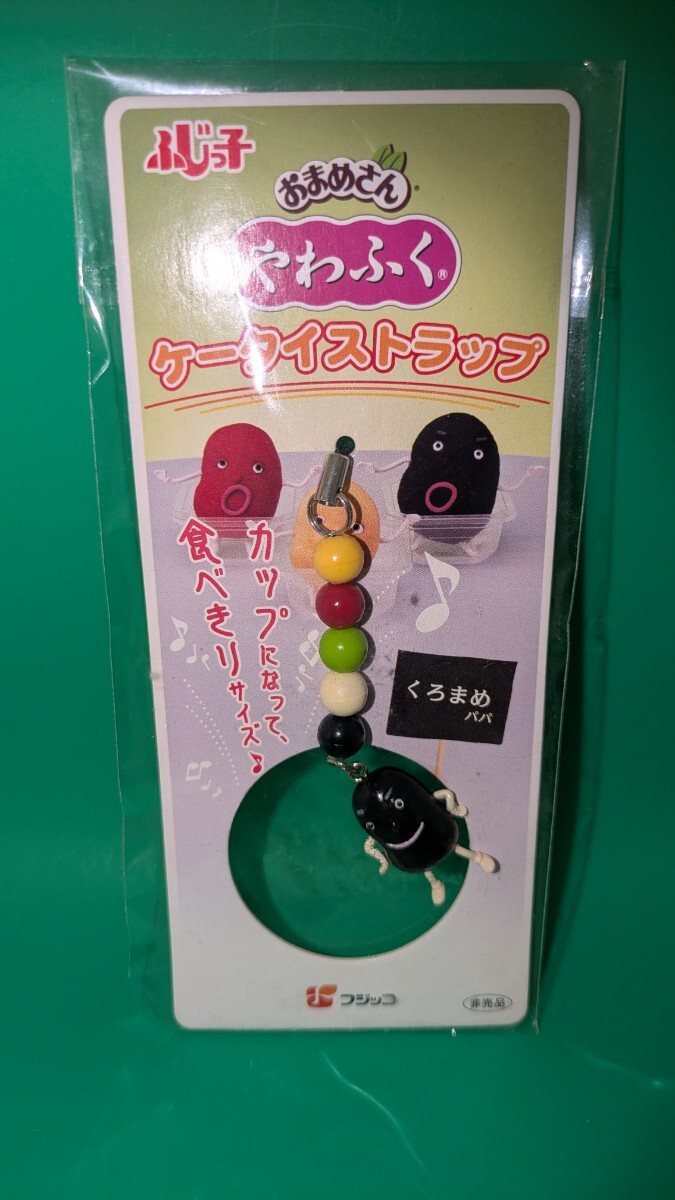 ふじっ子
おまめさん®
やわふく®
ケータイストラップ
カップになって、
食べきりサイズ♪
くろまめ
パパ
フジッコ
非売品